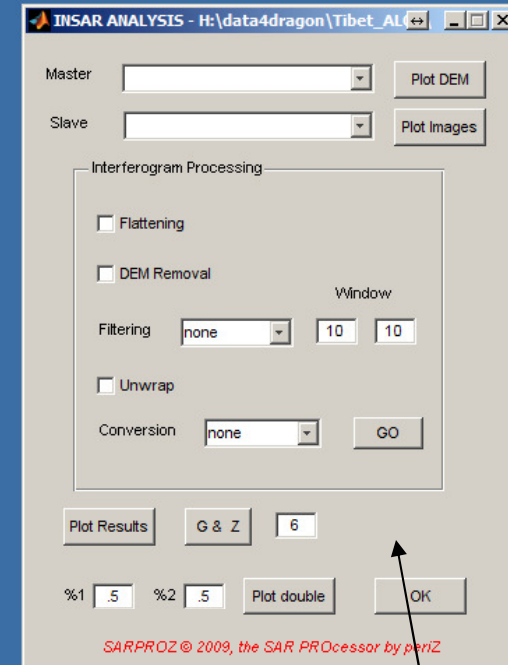 INSAR ANALYSIS - H:\data4dragon\Tibet_AL
Master
Plot DEM
Slave
Plot Images
Interferogram Processing
Flattening
DEM Removal
Window
Filtering none 10 10
Unwrap
Conversion none GO
Plot Results G & Z 6
%1 .5 %2 .5 Plot double OK
SARPROZ © 2009, the SAR PROcessor by periZ